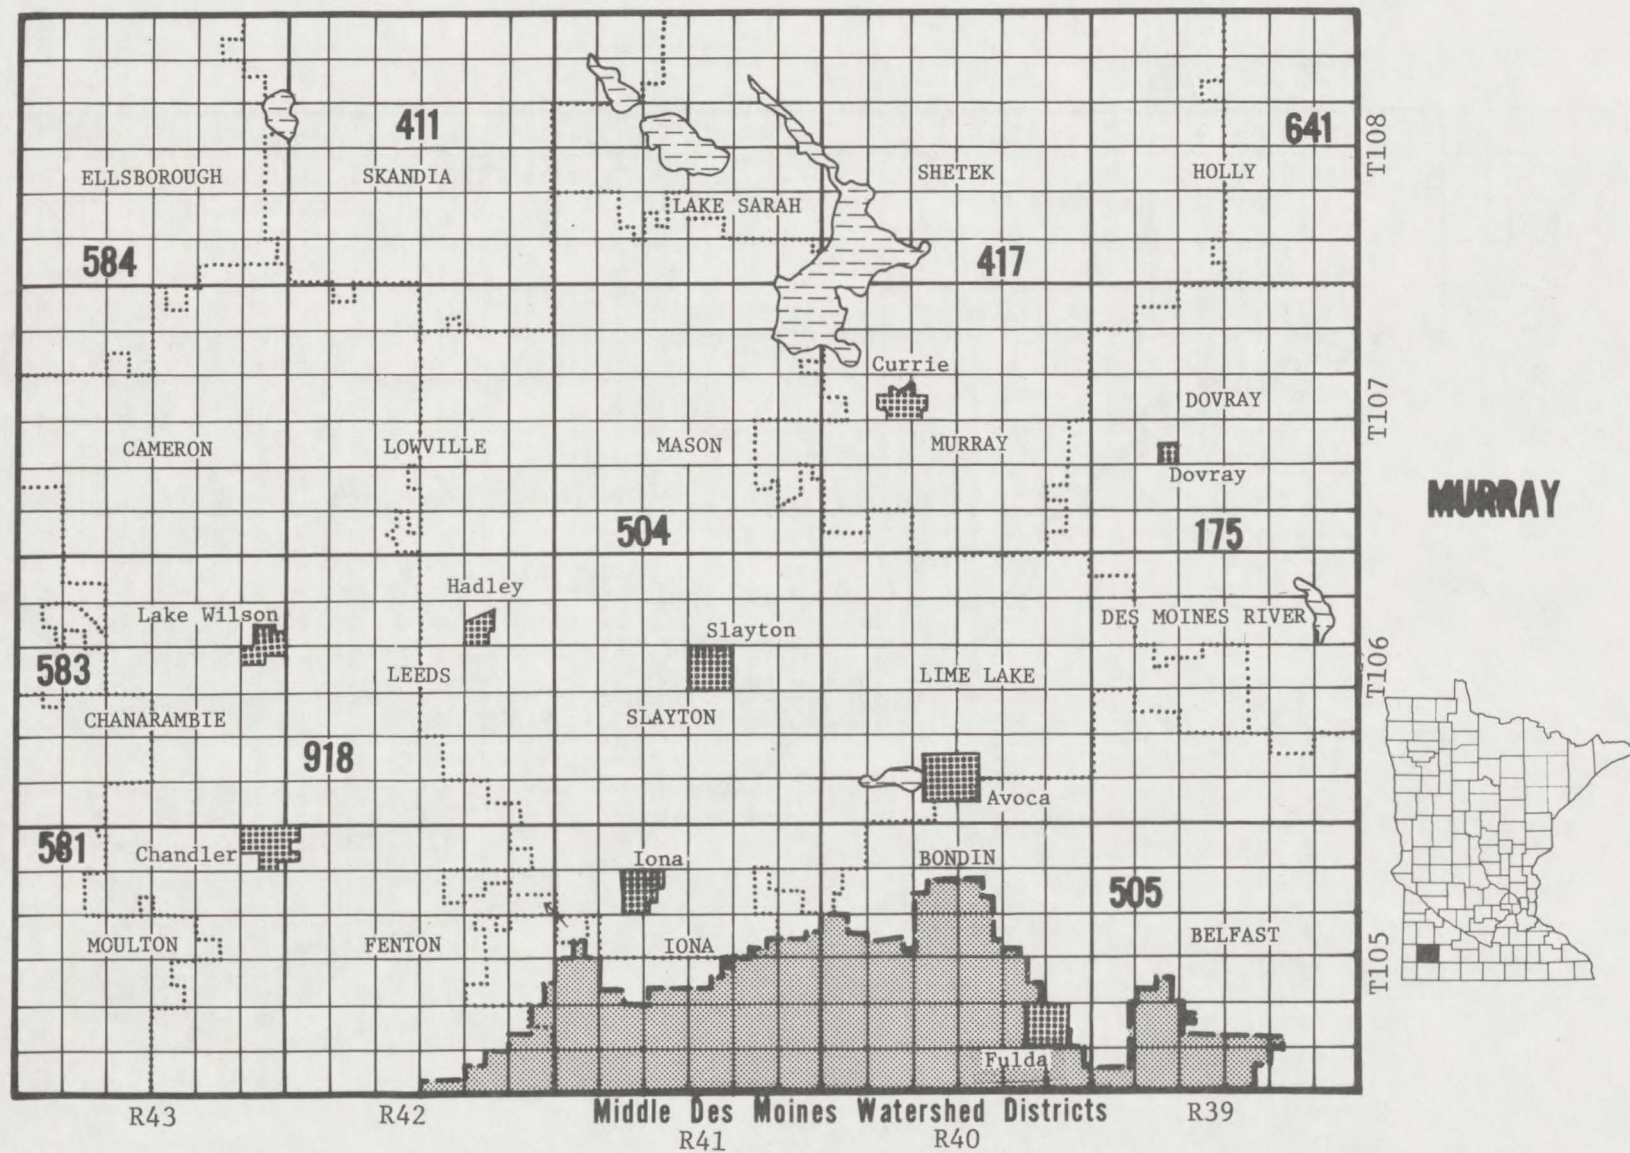 411
641
T108
ELLSBOROUGH
SKANDIA
SHETEK
HOLLY
LAKE SARAH
584
417
Currie
DOVRAY
T107
CAMERON
LOWVILLE
MASON
MURRAY
Dovray
MURRAY
504
175
Hadley
Lake Wilson
DES MOINES RIVER
Slayton
583
LEEDS
LIME LAKE
T106
CHANARAMBIE
SLAYTON
918
Avoca
581
Chandler
Iona
BONDIN
505
MOULTON
FENTON
IONA
BELFAST
T105
Fulda
R43
R42
Middle Des Moines Watershed Districts
R39
R41
R40